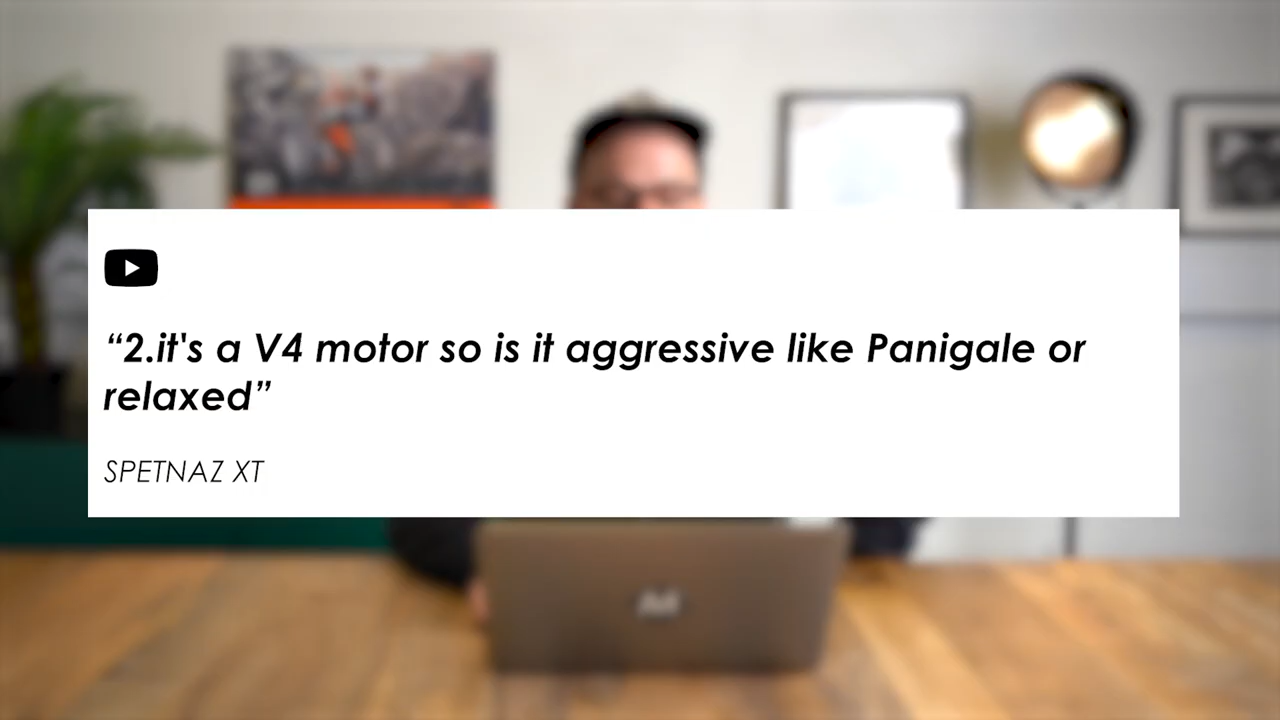 “2.it's a V4 motor so is it aggressive like Panigale or
relaxed”
SPETNAZ XT